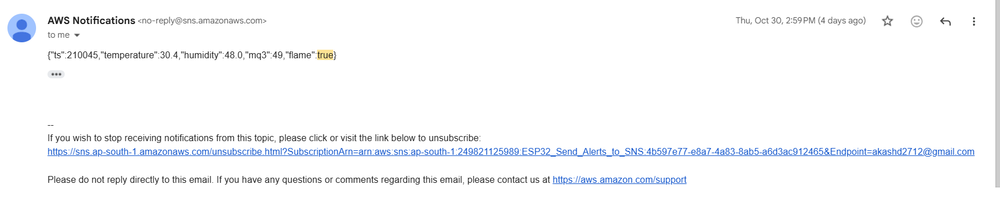 AWS Notifications <no-reply@sns.amazonaws.com> Thu, Oct 30, 2:59 PM (4 days ago)
to me
{"ts":210045,"temperature":30.4,"humidity":48.0,"mq3":49,"flame":true}
--
If you wish to stop receiving notifications from this topic, please click or visit the link below to unsubscribe:
https://sns.ap-south-1.amazonaws.com/unsubscribe.html?SubscriptionArn=arn:aws:sns:ap-south-1:249821125989:ESP32_Send_Alerts_to_SNS:4b597e77-e8a7-4a83-8ab5-a6d3ac912465&Endpoint=akashd2712@gmail.com
Please do not reply directly to this email. If you have any questions or comments regarding this email, please contact us at https://aws.amazon.com/support